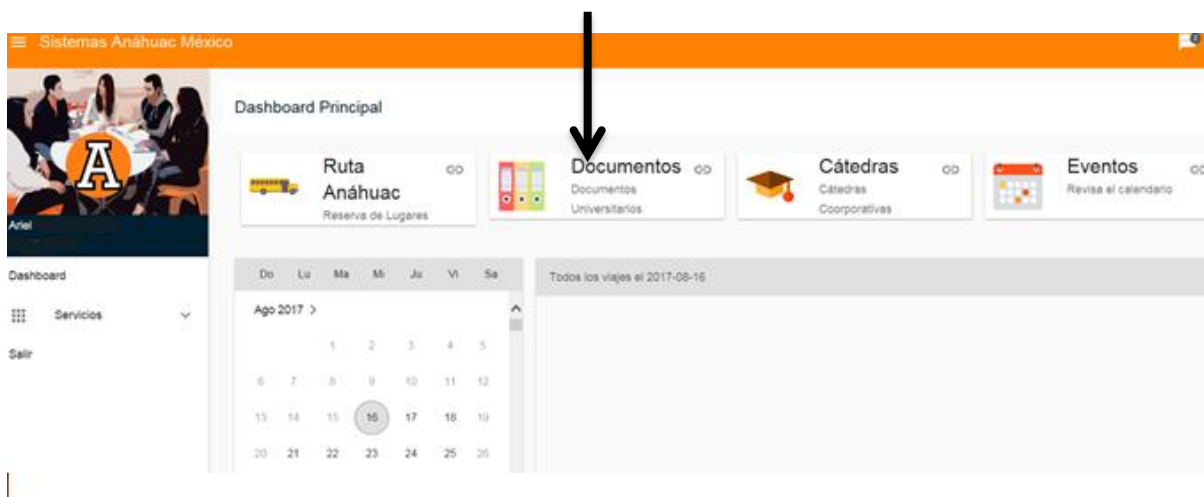 Sistemas Anáhuac México
A
Ariel
Dashboard
Servicios
Salir
Dashboard Principal
Ruta
Anáhuac
Reserva de Lugares
Documentos
Documentos
Universitarios
Cátedras
Cátedras
Coorporativas
Eventos
Revisa el calendario
Do Lu Ma Mi Ju Vi Sa
Ago 2017 >
1 2 3 4 5
6 7 8 9 10 11 12
13 14 15 16 17 18 19
20 21 22 23 24 25 26
Todos los viajes el 2017-08-16